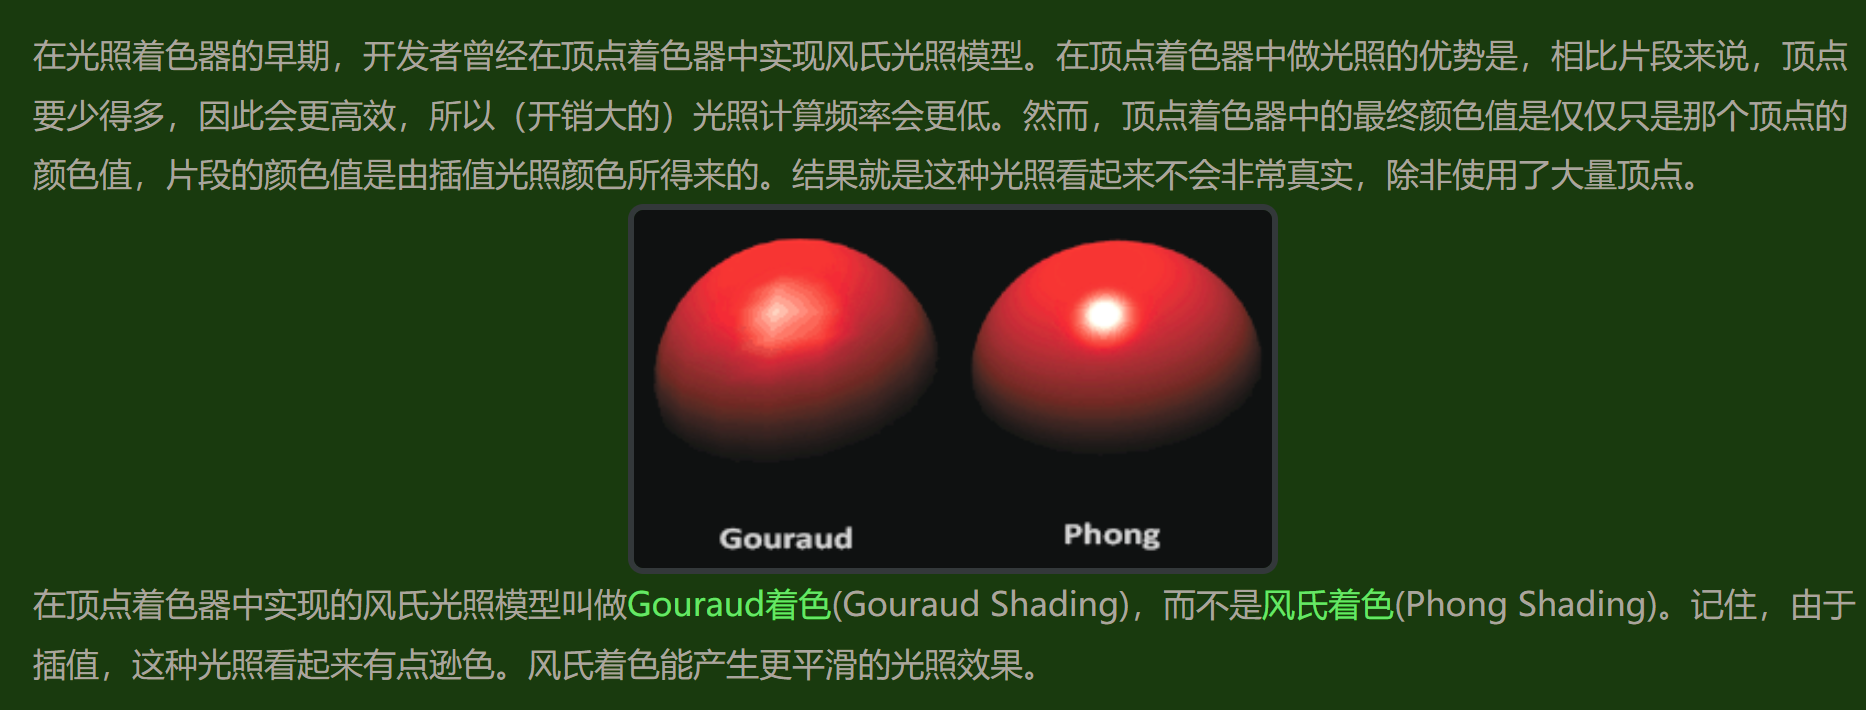 在光照着色器的早期，开发者曾经在顶点着色器中实现风氏光照模型。在顶点着色器中做光照的优势是，相比片段来说，顶点
要少得多，因此会更高效，所以（开销大的）光照计算频率会更低。然而，顶点着色器中的最终颜色值是仅仅只是那个顶点的
颜色值，片段的颜色值是由插值光照颜色所得来的。结果就是这种光照看起来不会非常真实，除非使用了大量顶点。
Gouraud
Phong
在顶点着色器中实现的风氏光照模型叫做Gouraud着色(Gouraud Shading)，而不是风氏着色(Phong Shading)。记住，由于
插值，这种光照看起来有点逊色。风氏着色能产生更平滑的光照效果。